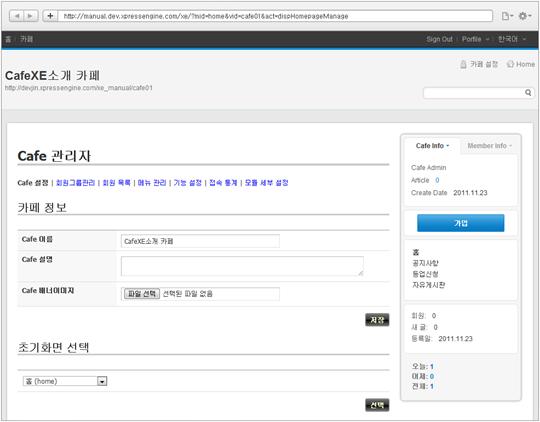 http://manual.dev.xpressengine.com/xe/?mid=home&vid=cafe01&act=dispHomepageManage
홈 | 카페
Sign Out | Porfile | 한국어
카페 설정 Home
CafeXE소개 카페
http://devjin.xpressengine.com/xe_manual/cafe01
Cafe 관리자
Cafe 설정 | 회원그룹관리 | 회원 목록 | 메뉴 관리 | 기능 설정 | 접속 통계 | 모듈 세부 설정
카페 정보
Cafe 이름 CafeXE소개 카페
Cafe 설명
Cafe 배너이미지 파일 선택 선택된 파일 없음
저장
초기화면 선택
홈 (home)
선택
Cafe Info Member Info
Cafe Admin
Article 0
Create Date 2011.11.23
가입
홈
공지사항
등업신청
자유게시판
회원: 0
새 글: 0
등록일: 2011.11.23
오늘: 1
어제: 0
전체: 1